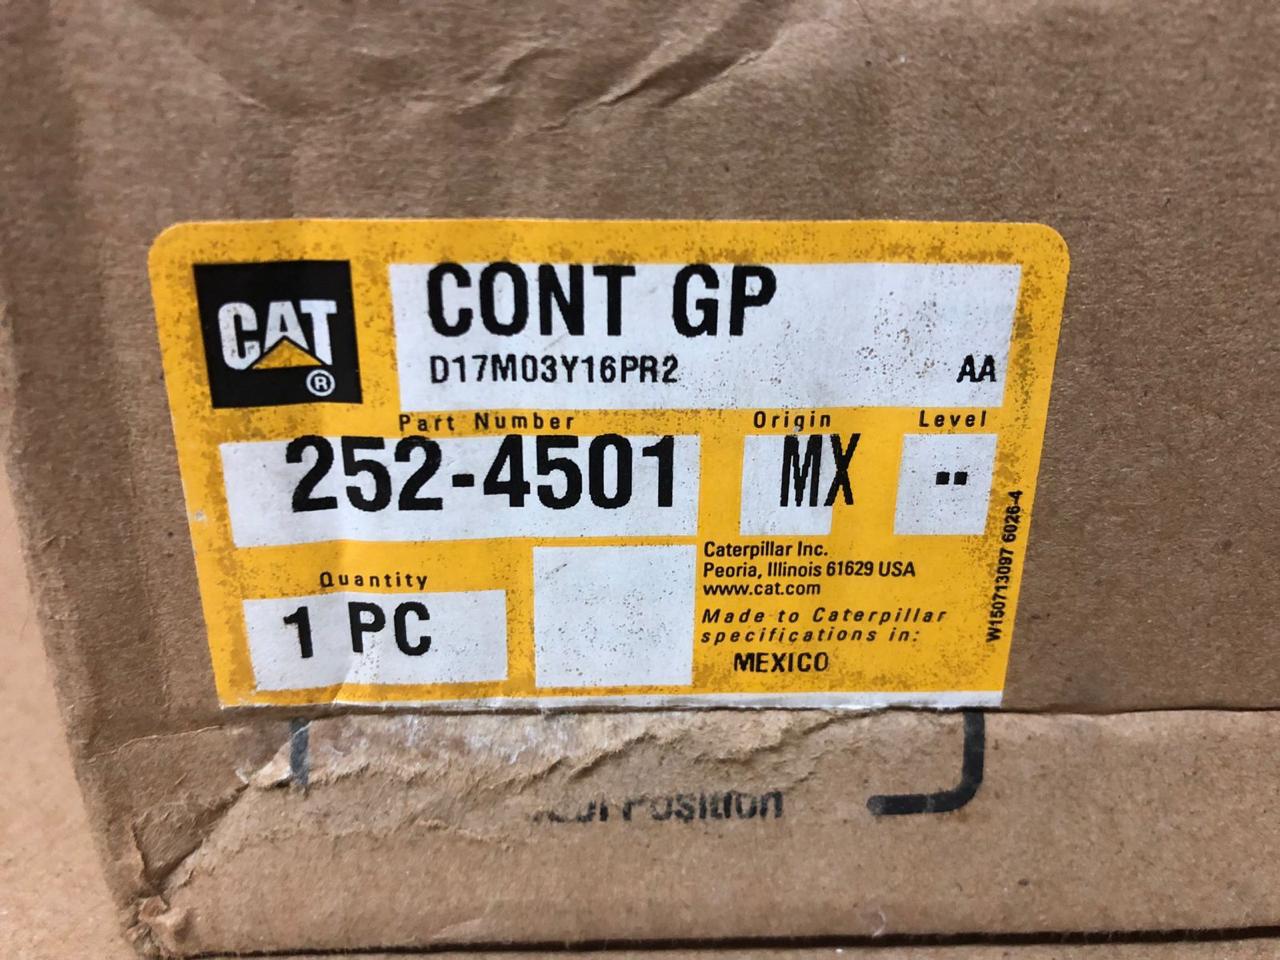 CAT®
CONT GP
D17M03Y16PR2 AA
Part Number Origin Level
252-4501 MX --
Quantity
1 PC
Caterpillar Inc.
Peoria, Illinois 61629 USA
www.cat.com
Made to Caterpillar
specifications in:
MEXICO
W150713097 6026-4
Position